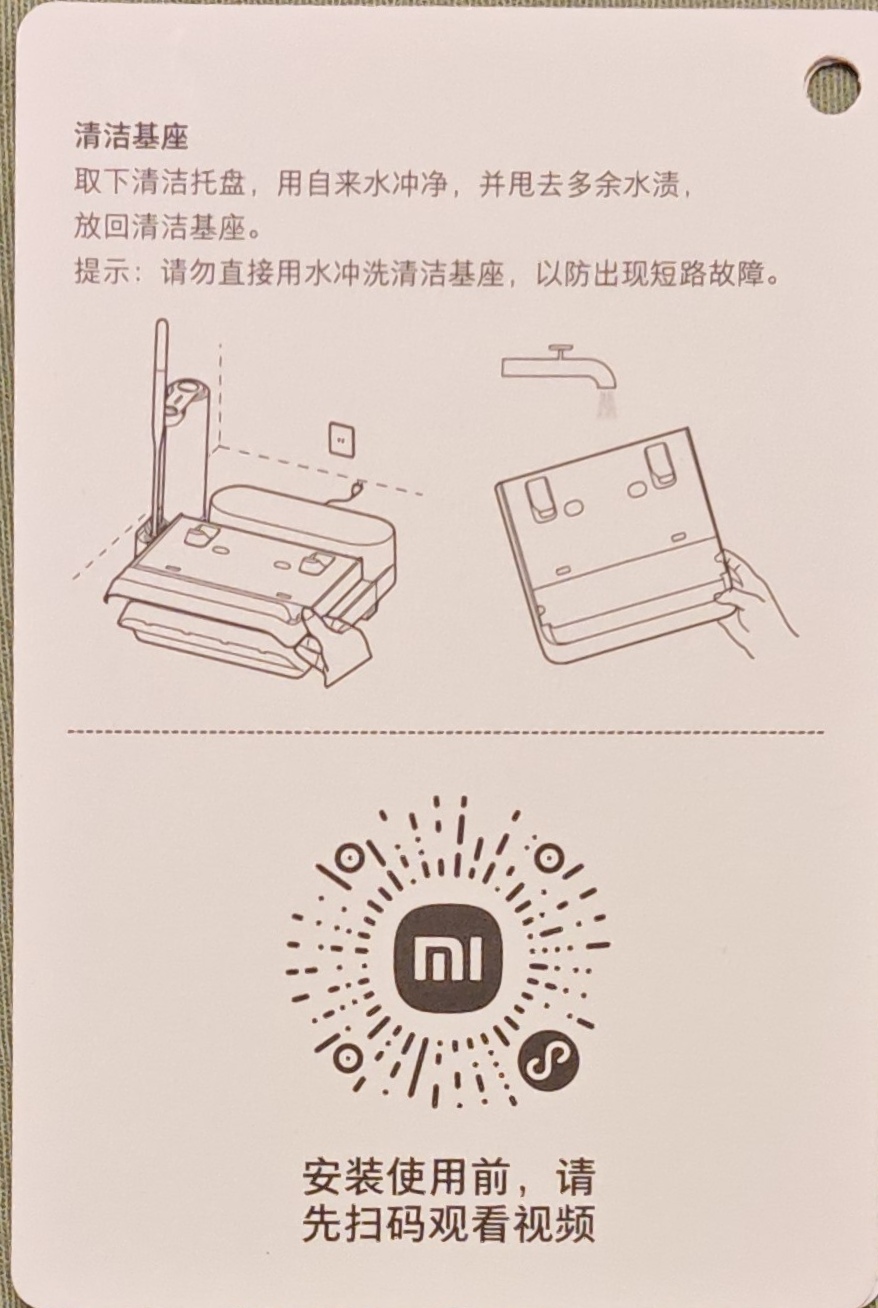 清洁基座
取下清洁托盘，用自来水冲净，并甩去多余水渍，
放回清洁基座。
提示：请勿直接用水冲洗清洁基座，以防出现短路故障。
安装使用前，请
先扫码观看视频